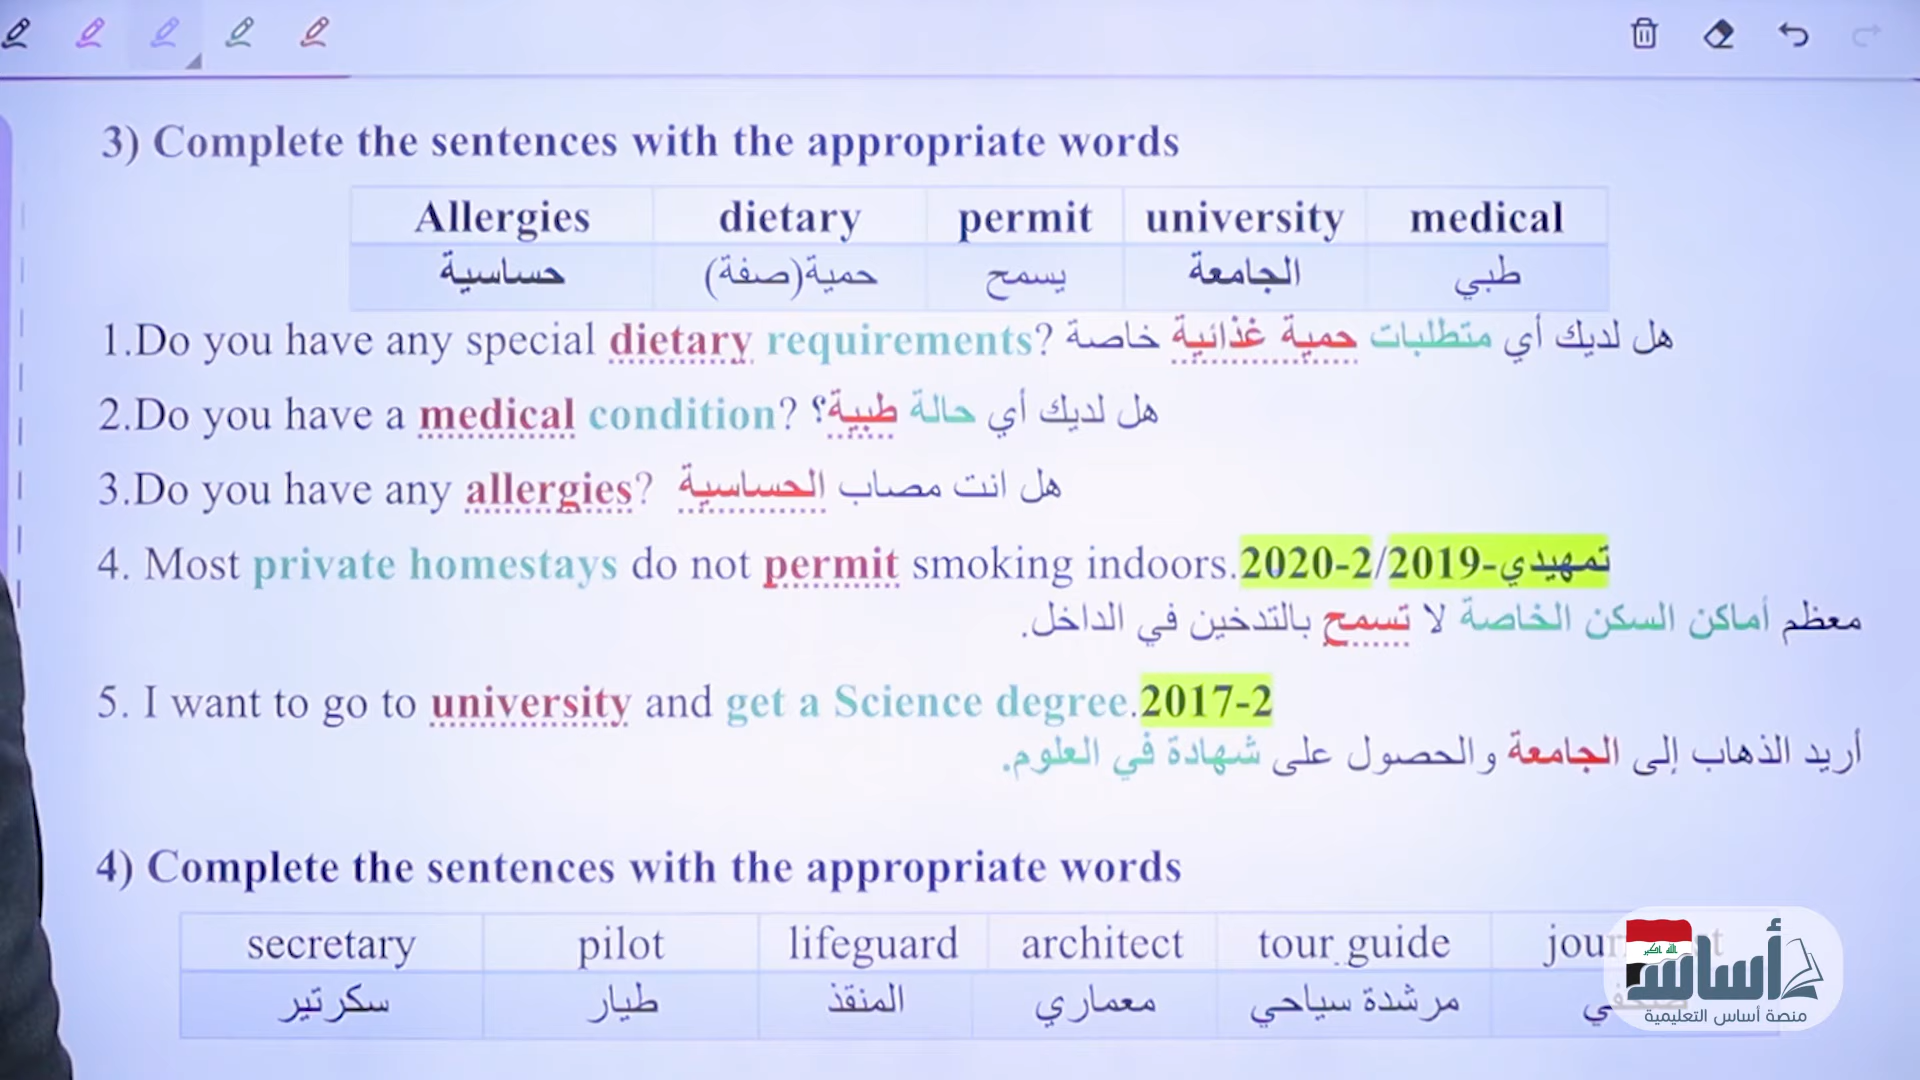 3) Complete the sentences with the appropriate words
Allergies dietary permit university medical
حساسية حمية(صفة) يسمح الجامعة طبي
1.Do you have any special dietary requirements? هل لديك أي متطلبات حمية غذائية خاصة
2.Do you have a medical condition? هل لديك أي حالة طبية؟
3.Do you have any allergies? هل انت مصاب الحساسية
4. Most private homestays do not permit smoking indoors.2020-2/2019-تمهيدي
معظم أماكن السكن الخاصة لا تسمح بالتدخين في الداخل.
5. I want to go to university and get a Science degree.2017-2
أريد الذهاب إلى الجامعة والحصول على شهادة في العلوم.
4) Complete the sentences with the appropriate words
secretary pilot lifeguard architect tour guide
سكرتير طيار المنقذ معماري مرشدة سياحي
أساس
منصة أساس التعليمية